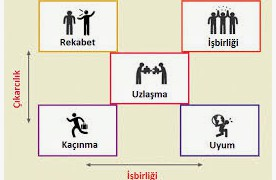 Rekabet
İşbirliği
Uzlaşma
Çıkarcılık
Kaçınma
Uyum
İşbirliği